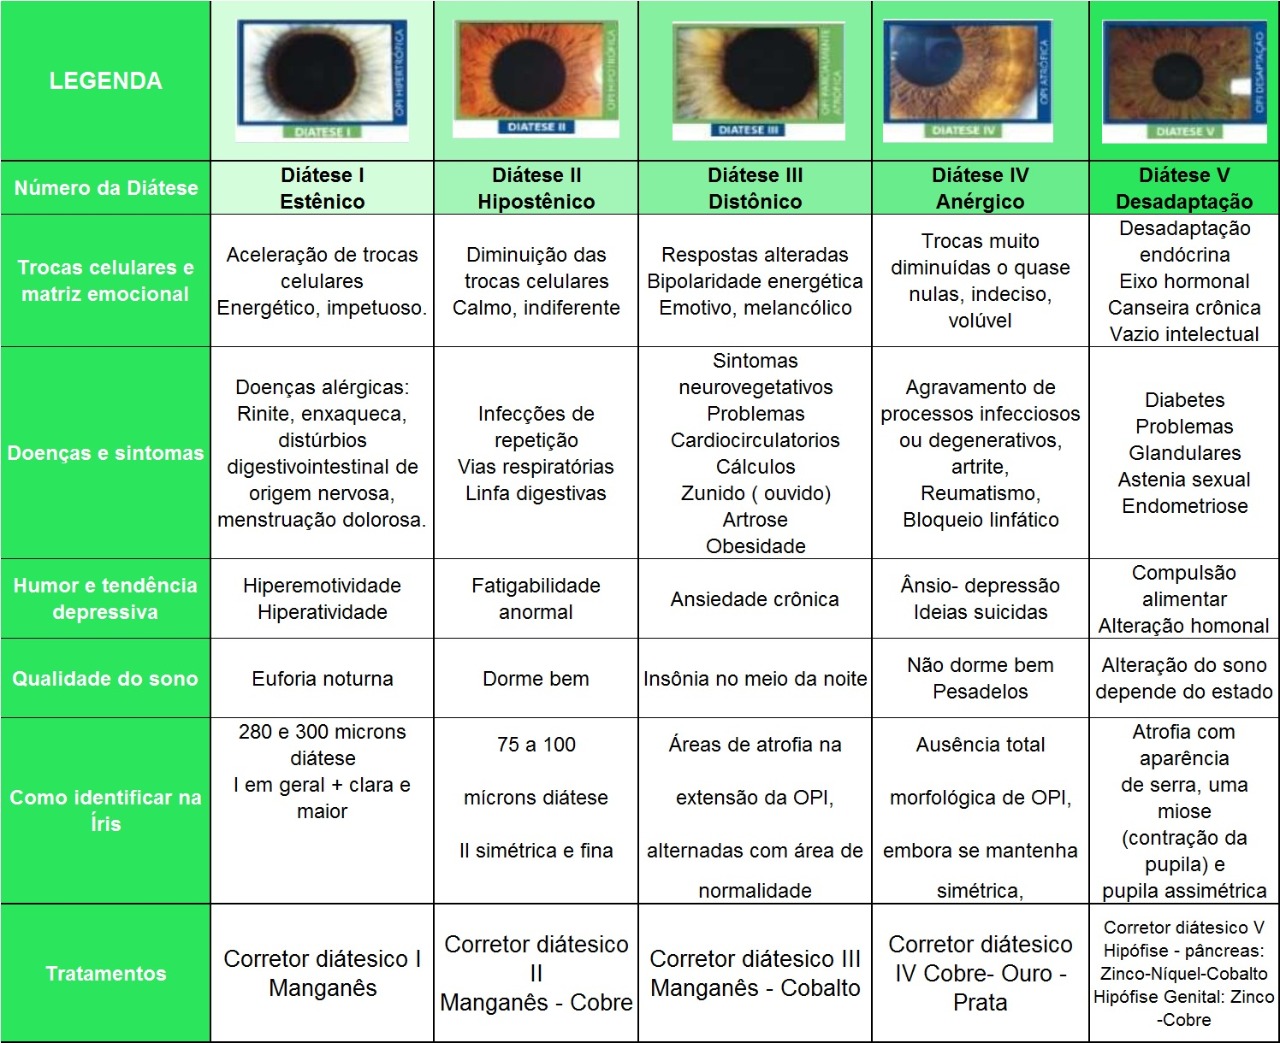 LEGENDA
OPI HIPERTRÓFICA
DIATESE I
OPI HIPOTRÓFICA
DIATESE II
OPI PARCIALMENTE
ATRÓFICA
DIATESE III
OPI ATRÓFICA
DIATESE IV
OPI DESAPTAÇÃO
DIATESE V
Número da Diátese
Diátese I
Estênico
Diátese II
Hipostênico
Diátese III
Distônico
Diátese IV
Anérgico
Diátese V
Desadaptação
Trocas celulares e
matriz emocional
Aceleração de trocas
celulares
Energético, impetuoso.
Diminuição das
trocas celulares
Calmo, indiferente
Respostas alteradas
Bipolaridade energética
Emotivo, melancólico
Trocas muito
diminuídas o quase
nulas, indeciso,
volúvel
Desadaptação
endócrina
Eixo hormonal
Canseira crônica
Vazio intelectual
Doenças e sintomas
Doenças alérgicas:
Rinite, enxaqueca,
distúrbios
digestivointestinal de
origem nervosa,
menstruação dolorosa.
Infecções de
repetição
Vias respiratórias
Linfa digestivas
Sintomas
neurovegetativos
Problemas
Cardiocirculatorios
Cálculos
Zunido ( ouvido)
Artrose
Obesidade
Agravamento de
processos infecciosos
ou degenerativos,
artrite,
Reumatismo,
Bloqueio linfático
Diabetes
Problemas
Glandulares
Astenia sexual
Endometriose
Humor e tendência
depressiva
Hiperemotividade
Hiperatividade
Fatigabilidade
anormal
Ansiedade crônica
Ânsio- depressão
Ideias suicidas
Compulsão
alimentar
Alteração homonal
Qualidade do sono
Euforia noturna
Dorme bem
Insônia no meio da noite
Não dorme bem
Pesadelos
Alteração do sono
depende do estado
Como identificar na
Íris
280 e 300 microns
diátese
I em geral + clara e
maior
75 a 100
mícrons diátese
II simétrica e fina
Áreas de atrofia na
extensão da OPI,
alternadas com área de
normalidade
Ausência total
morfológica de OPI,
embora se mantenha
simétrica,
Atrofia com
aparência
de serra, uma
miose
(contração da
pupila) e
pupila assimétrica
Tratamentos
Corretor diátesico I
Manganês
Corretor diátesico
II
Manganês - Cobre
Corretor diátesico III
Manganês - Cobalto
Corretor diátesico
IV Cobre- Ouro -
Prata
Corretor diátesico V
Hipófise - pâncreas:
Zinco-Níquel-Cobalto
Hipófise Genital: Zinco
-Cobre